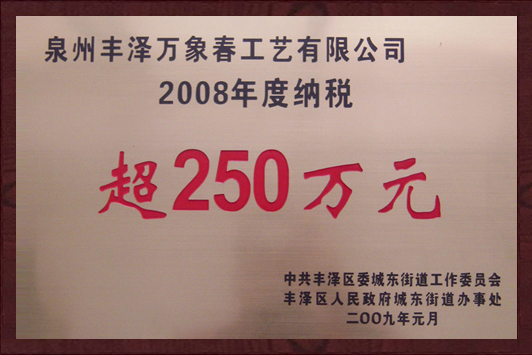 泉州丰泽万象春工艺有限公司
2008年度纳税
超250万元
中共丰泽区委城东街道工作委员会
丰泽区人民政府城东街道办事处
二OO九年元月